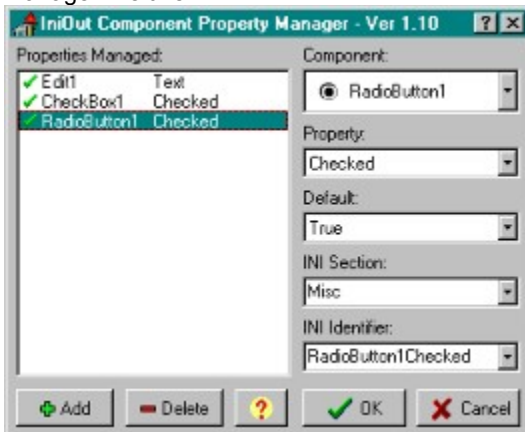 IniOut Component Property Manager - Ver 1.10
Properties Managed:
Edit1 Text
CheckBox1 Checked
RadioButton1 Checked
Component:
RadioButton1
Property:
Checked
Default:
True
INI Section:
Misc
INI Identifier:
RadioButton1Checked
Add
Delete
?
OK
Cancel